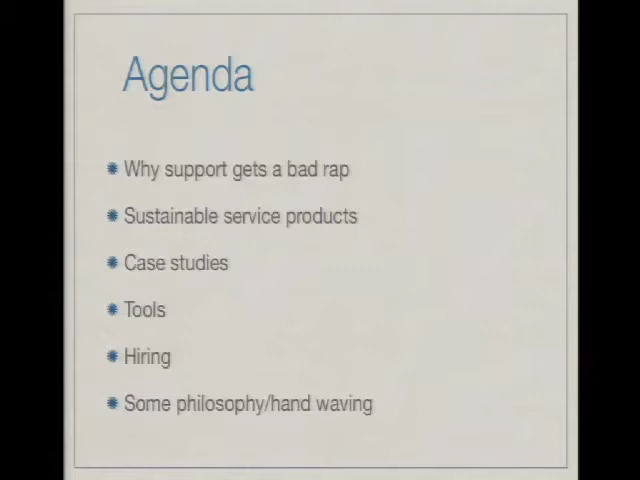 Agenda
Why support gets a bad rap
Sustainable service products
Case studies
Tools
Hiring
Some philosophy/hand waving